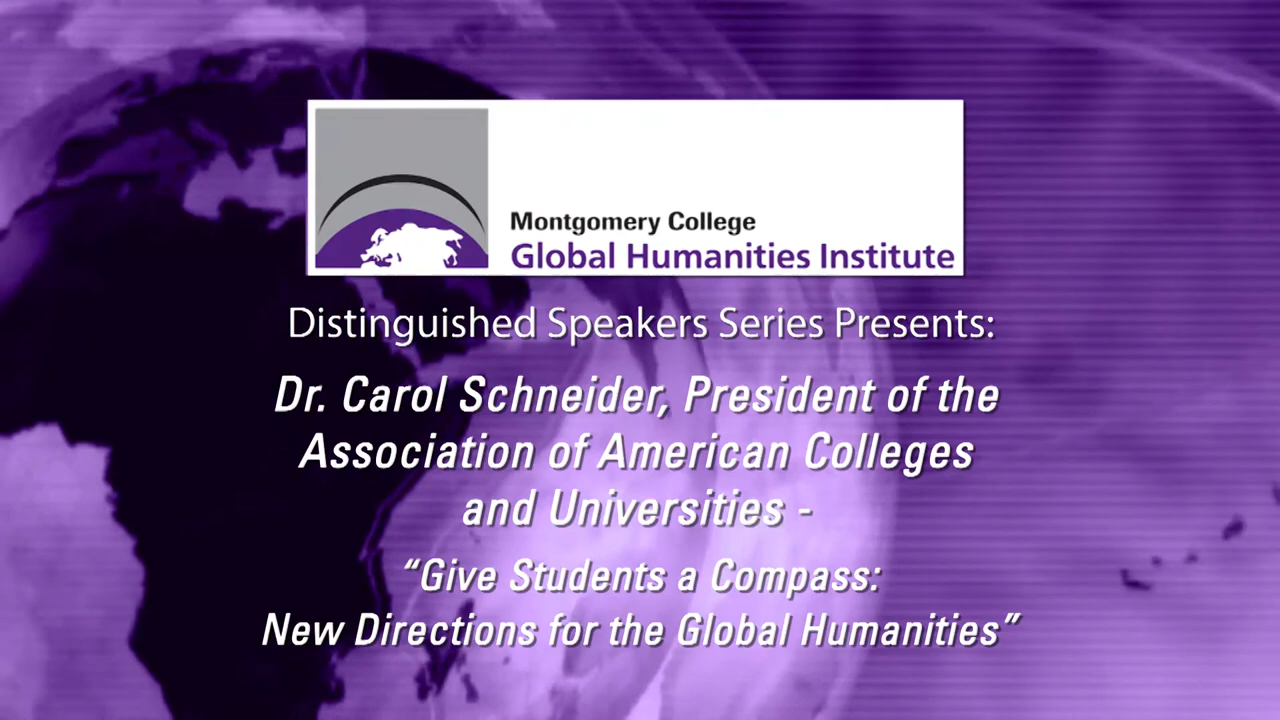 Montgomery College
Global Humanities Institute
Distinguished Speakers Series Presents:
Dr. Carol Schneider, President of the
Association of American Colleges
and Universities -
“Give Students a Compass:
New Directions for the Global Humanities”